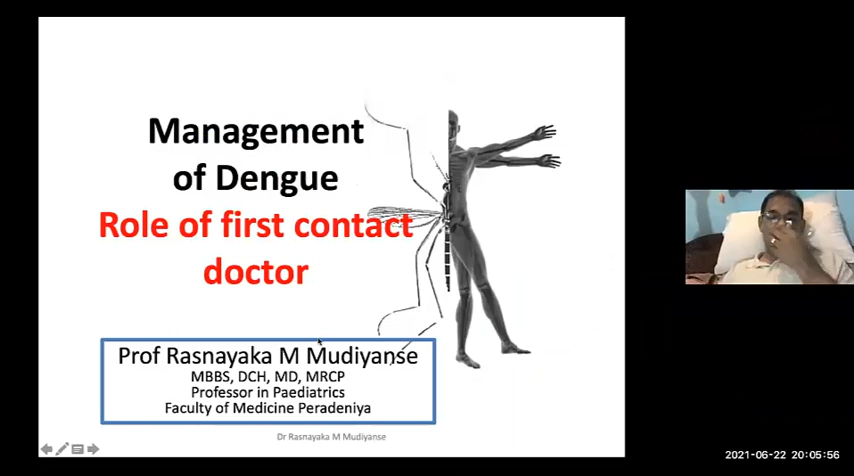 Management
of Dengue
Role of first contact
doctor
Prof Rasnayaka M Mudiyanse
MBBS, DCH, MD, MRCP
Professor in Paediatrics
Faculty of Medicine Peradeniya
Dr Rasnayaka M Mudiyanse
2021-06-22 20:05:56